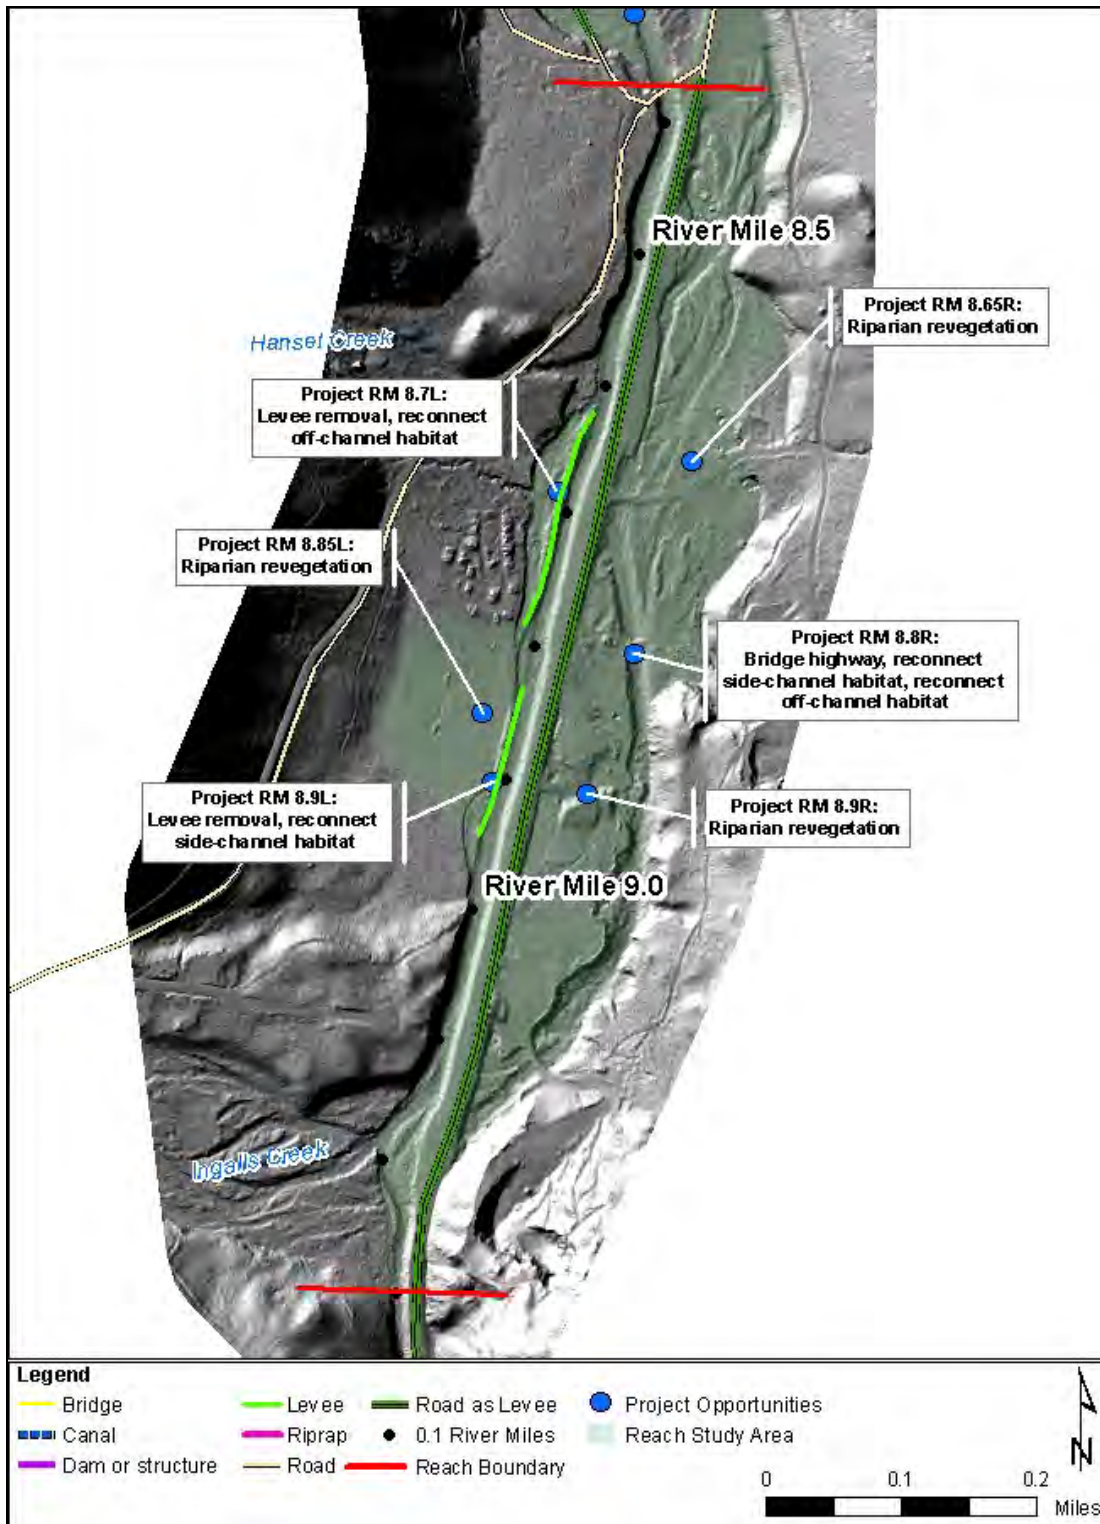 River Mile 8.5
Project RM 8.65R:
Riparian revegetation
Hansel Creek
Project RM 8.7L:
Levee removal, reconnect
off-channel habitat
Project RM 8.85L:
Riparian revegetation
Project RM 8.8R:
Bridge highway, reconnect
side-channel habitat, reconnect
off-channel habitat
Project RM 8.9L:
Levee removal, reconnect
side-channel habitat
Project RM 8.9R:
Riparian revegetation
River Mile 9.0
Ingalls Creek
Legend
Bridge
Canal
Dam or structure
Levee
Riprap
Road
Road as Levee
0.1 River Miles
Reach Boundary
Project Opportunities
Reach Study Area
N
0 0.1 0.2
Miles